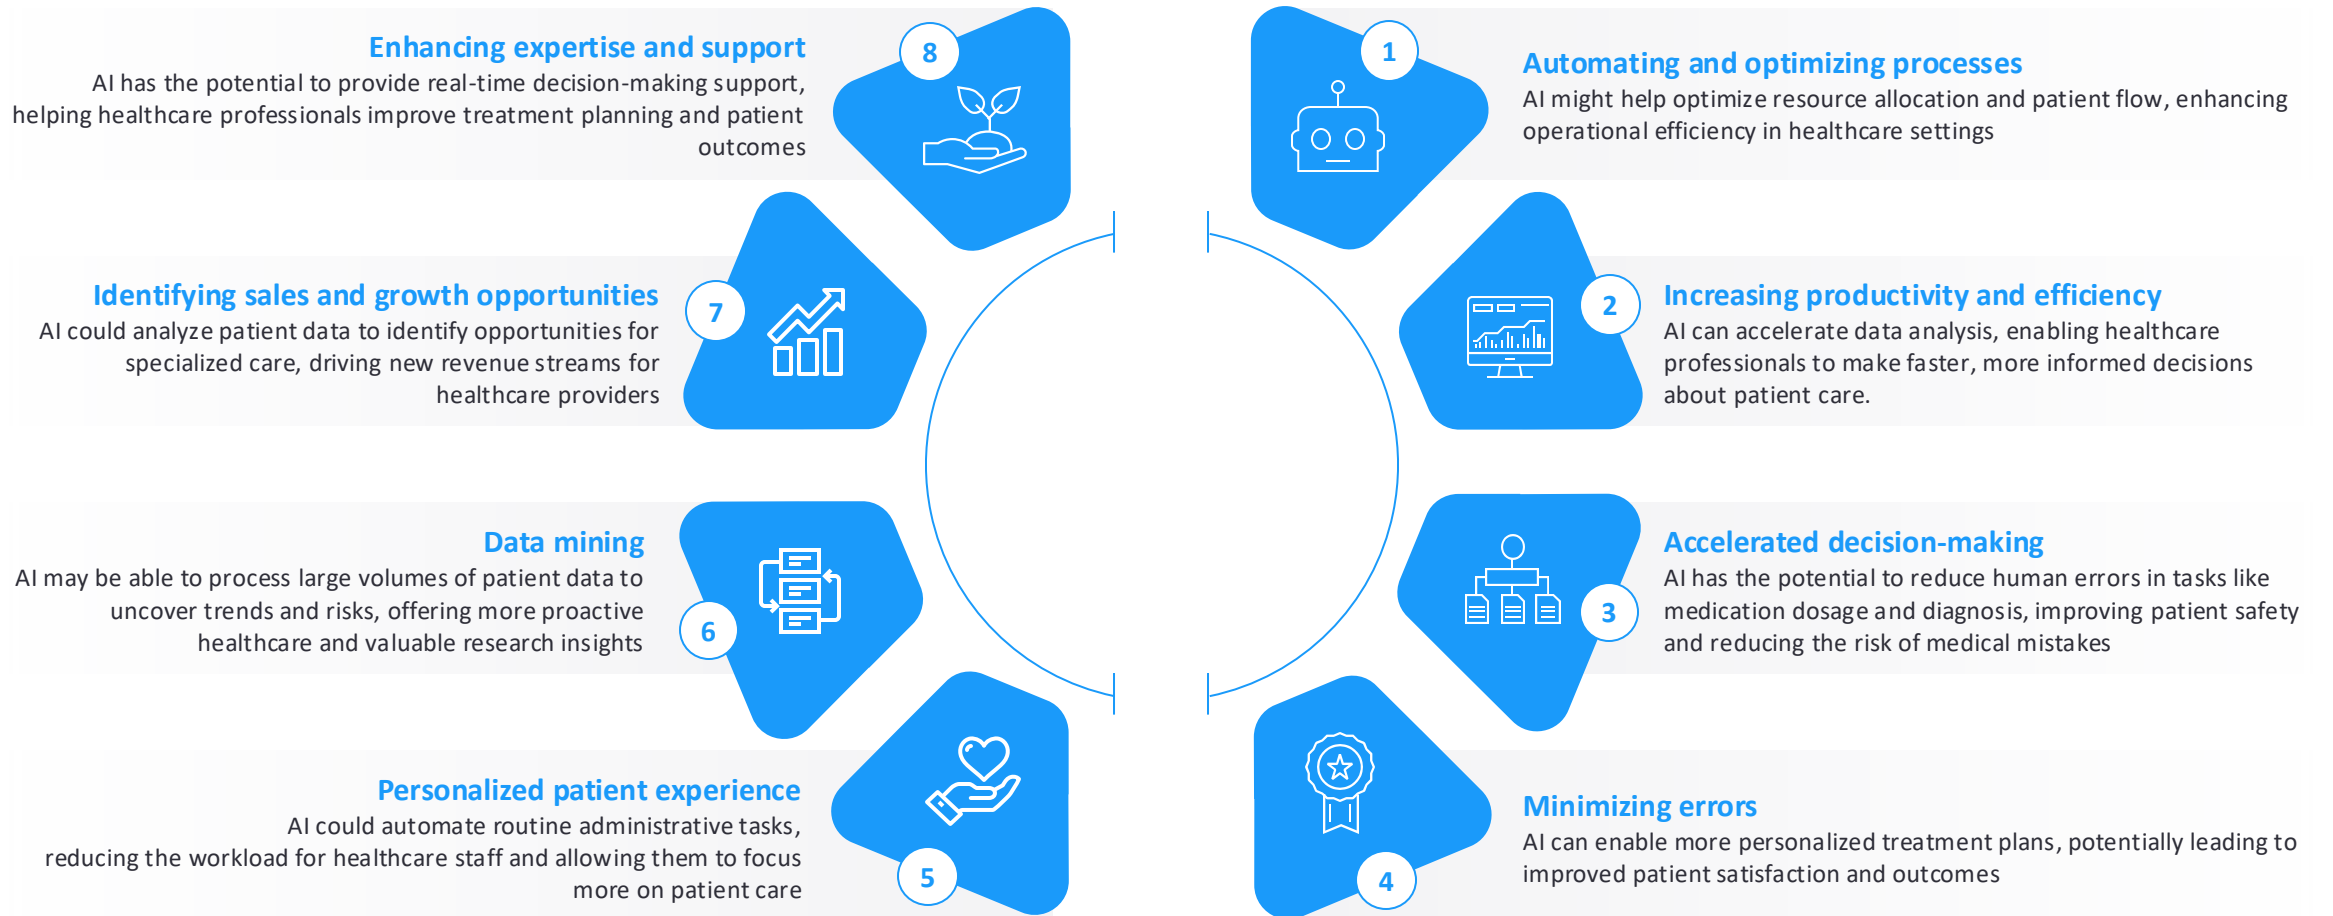 1
Automating and optimizing processes
AI might help optimize resource allocation and patient flow, enhancing
operational efficiency in healthcare settings
2
Increasing productivity and efficiency
AI can accelerate data analysis, enabling healthcare
professionals to make faster, more informed decisions
about patient care.
3
Accelerated decision-making
AI has the potential to reduce human errors in tasks like
medication dosage and diagnosis, improving patient safety
and reducing the risk of medical mistakes
4
Minimizing errors
AI can enable more personalized treatment plans, potentially leading to
improved patient satisfaction and outcomes
5
Personalized patient experience
AI could automate routine administrative tasks,
reducing the workload for healthcare staff and allowing them to focus
more on patient care
6
Data mining
AI may be able to process large volumes of patient data to
uncover trends and risks, offering more proactive
healthcare and valuable research insights
7
Identifying sales and growth opportunities
AI could analyze patient data to identify opportunities for
specialized care, driving new revenue streams for
healthcare providers
8
Enhancing expertise and support
AI has the potential to provide real-time decision-making support,
helping healthcare professionals improve treatment planning and patient
outcomes